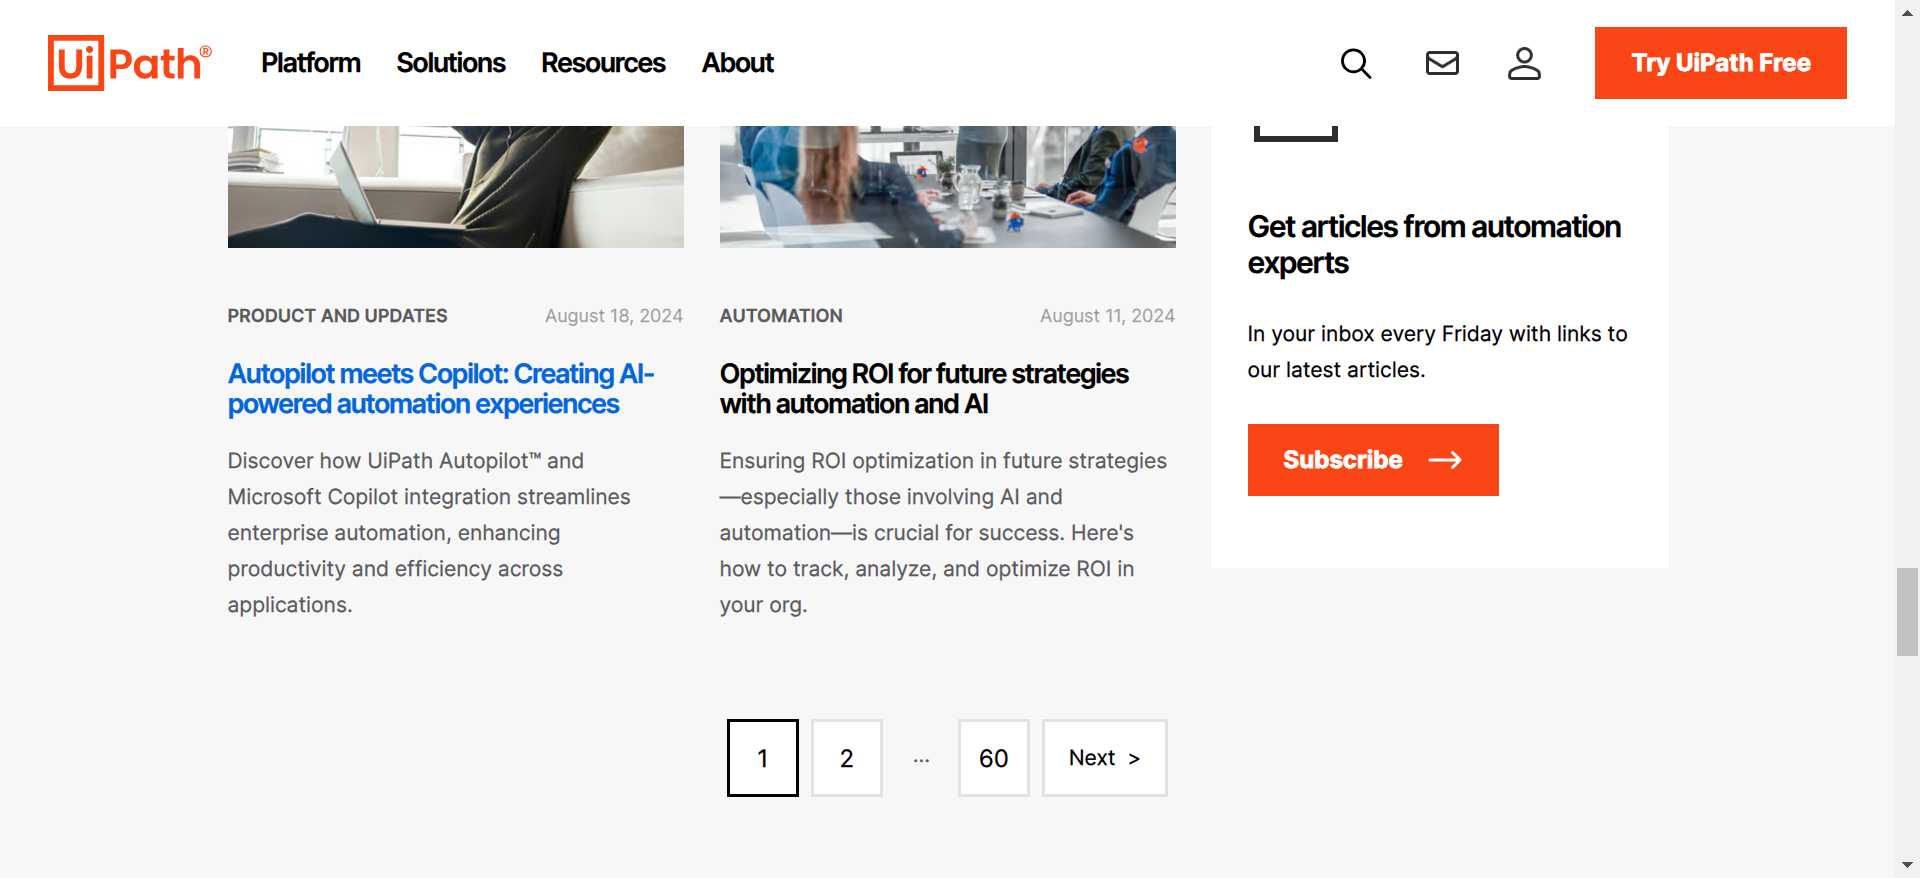 UiPath®
Platform
Solutions
Resources
About
Try UiPath Free
PRODUCT AND UPDATES
August 18, 2024
Autopilot meets Copilot: Creating AI-
powered automation experiences
Discover how UiPath Autopilot™ and
Microsoft Copilot integration streamlines
enterprise automation, enhancing
productivity and efficiency across
applications.
AUTOMATION
August 11, 2024
Optimizing ROI for future strategies
with automation and AI
Ensuring ROI optimization in future strategies
—especially those involving AI and
automation—is crucial for success. Here's
how to track, analyze, and optimize ROI in
your org.
Get articles from automation
experts
In your inbox every Friday with links to
our latest articles.
Subscribe
1
2
...
60
Next >